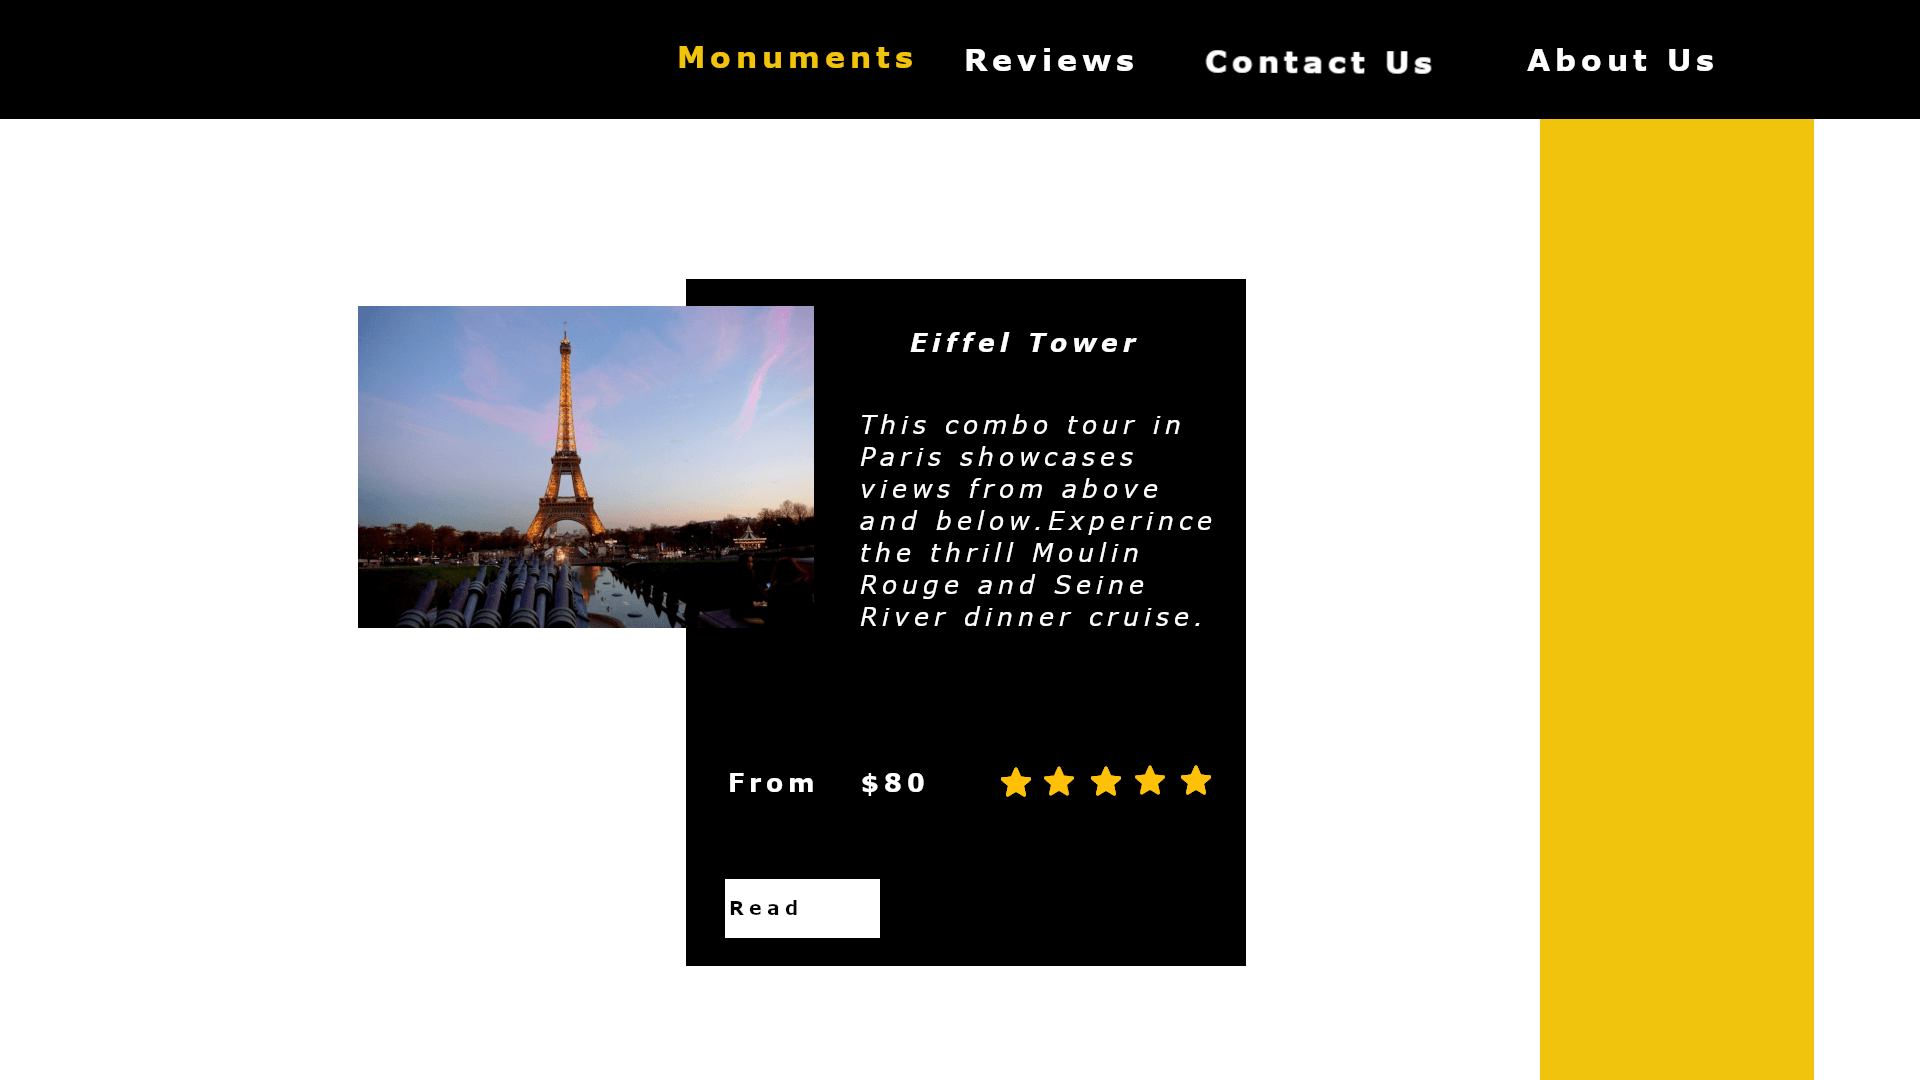 Monuments Reviews Contact Us About Us
Eiffel Tower
This combo tour in
Paris showcases
views from above
and below.Experince
the thrill Moulin
Rouge and Seine
River dinner cruise.
From $80
Read